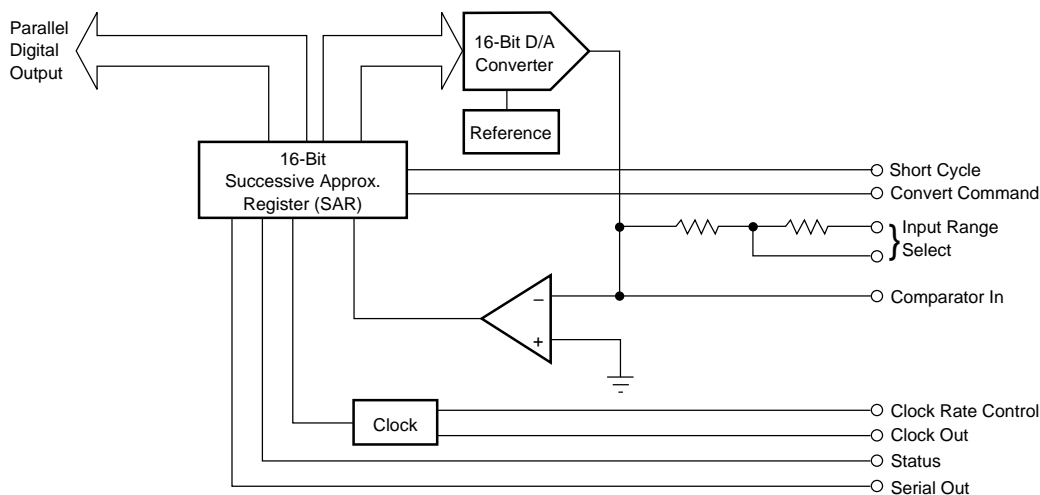 Parallel
Digital
Output
16-Bit D/A
Converter
Reference
16-Bit
Successive Approx.
Register (SAR)
Short Cycle
Convert Command
Input Range
Select
}
–
+
Comparator In
Clock
Clock Rate Control
Clock Out
Status
Serial Out